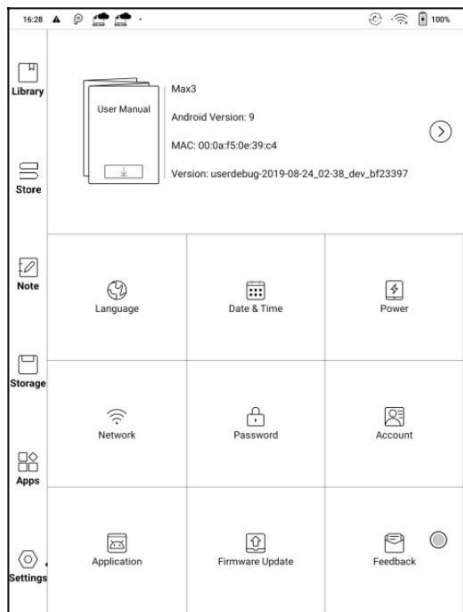 16:28
100%
Library
Store
Note
Storage
Apps
Settings
User Manual
Max3
Android Version: 9
MAC: 00:0a:f5:0e:39:c4
Version: userdebug-2019-08-24_02-38_dev_bf23397
Language
Date & Time
Power
Network
Password
Account
Application
Firmware Update
Feedback